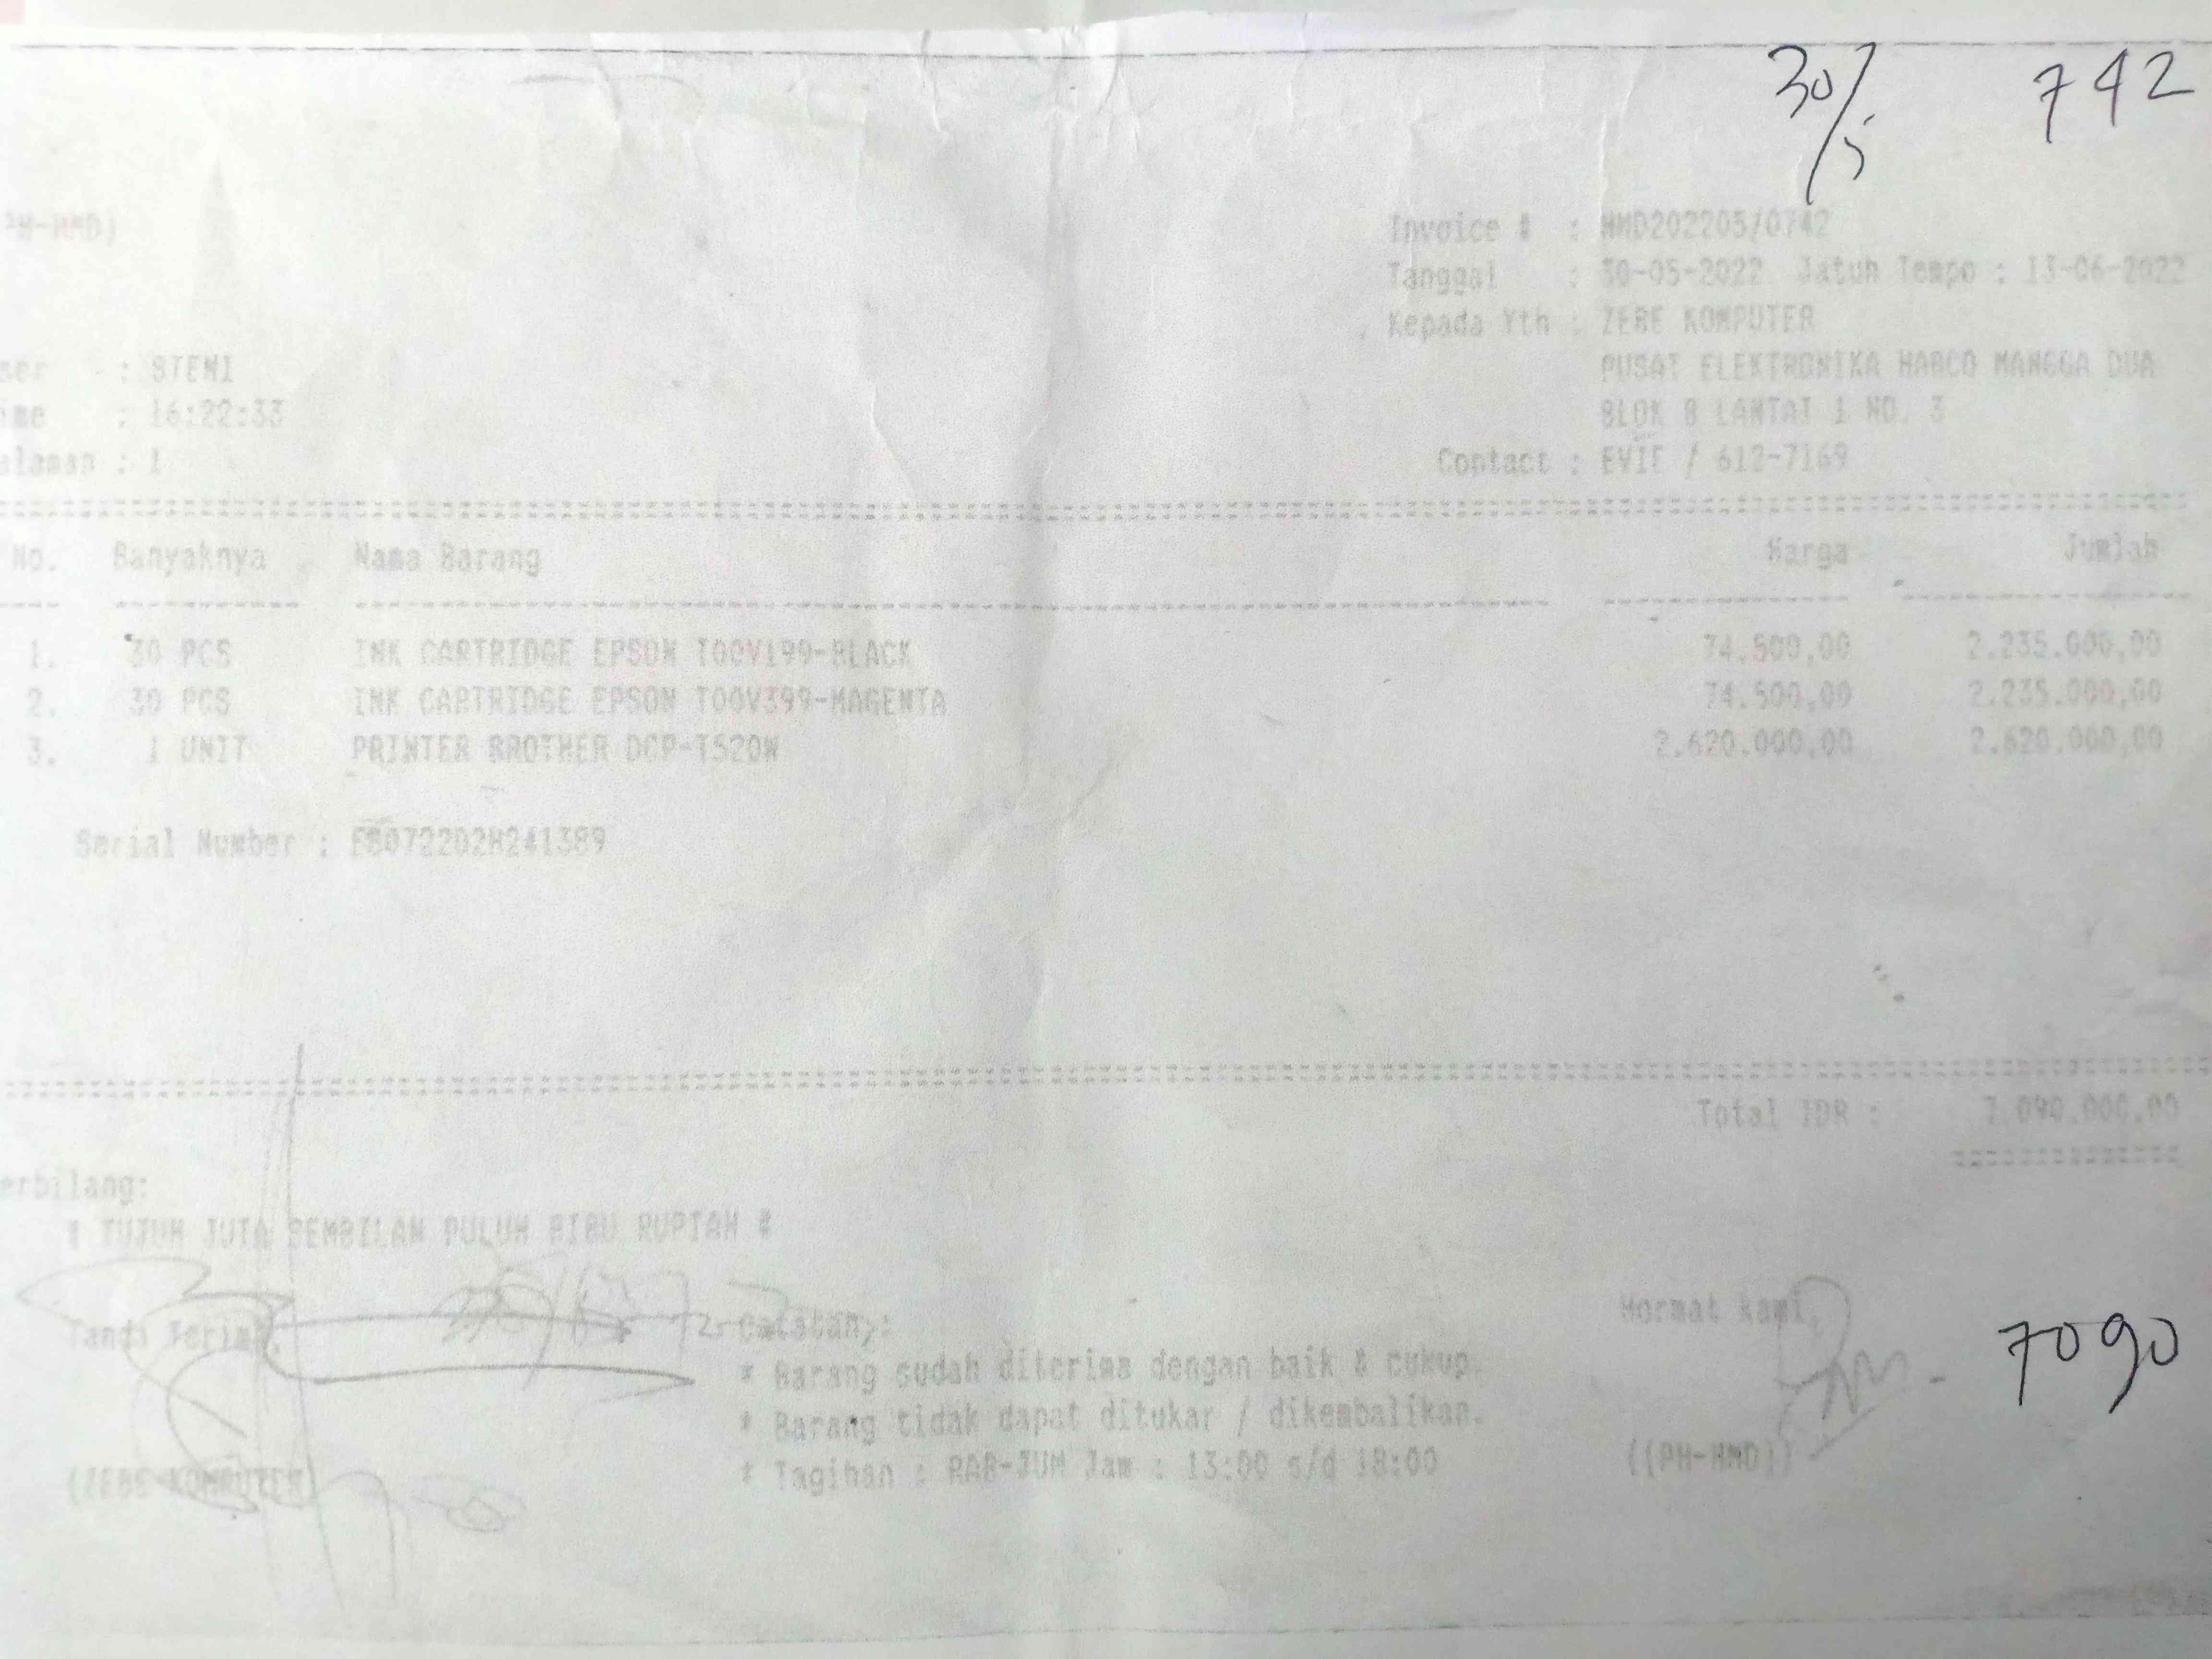 30/5 742
PH-HMD)
Invoice # : HMD202205/0742
Tanggal : 30-05-2022 Jatuh Tempo : 13-06-2022
Kepada Yth : ZEBE KOMPUTER
ser : STEN1
PUSAT ELEKTRONIKA HARCO MANGGA DUA
ime : 16:22:33
BLOK B LANTAI 1 NO. 3
alaman : 1
Contact : EVIE / 612-7169
No. Banyaknya Nama Barang Harga Jumlah
1. 30 PCS INK CARTRIDGE EPSON T00V199-BLACK 74.500,00 2.235.000,00
2. 30 PCS INK CARTRIDGE EPSON T00V399-MAGENTA 74.500,00 2.235.000,00
3. 1 UNIT PRINTER BROTHER DCP-T520W 2.620.000,00 2.620.000,00
Serial Number : E80722D2H241389
Total IDR : 7.090.000,00
erbilang:
# TUJUH JUTA SEMBILAN PULUH RIBU RUPIAH #
Tanda Terima, Catatan: Hormat kami,
7090
* Barang sudah diterima dengan baik & cukup.
* Barang tidak dapat ditukar / dikembalikan.
(ZEBE KOMPUTER) * Tagihan : RAB-JUM Jam : 13:00 s/d 18:00 ((PH-HMD))